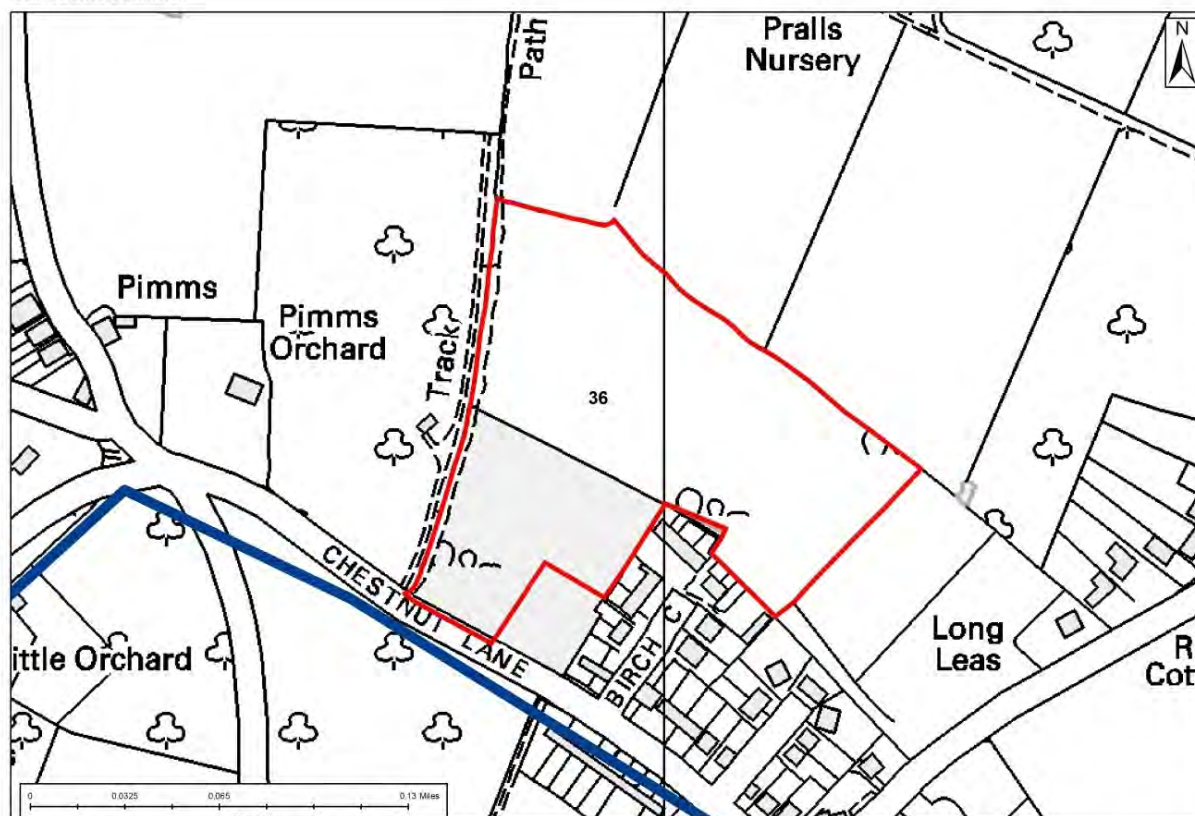 Path
Pralls
Nursery
N
Pimms
Pimms
Orchard
Track
36
CHESTNUT LANE
BIRCH C
Long
Leas
R
Cott
ittle Orchard
0 0.0325 0.065 0.13 Miles